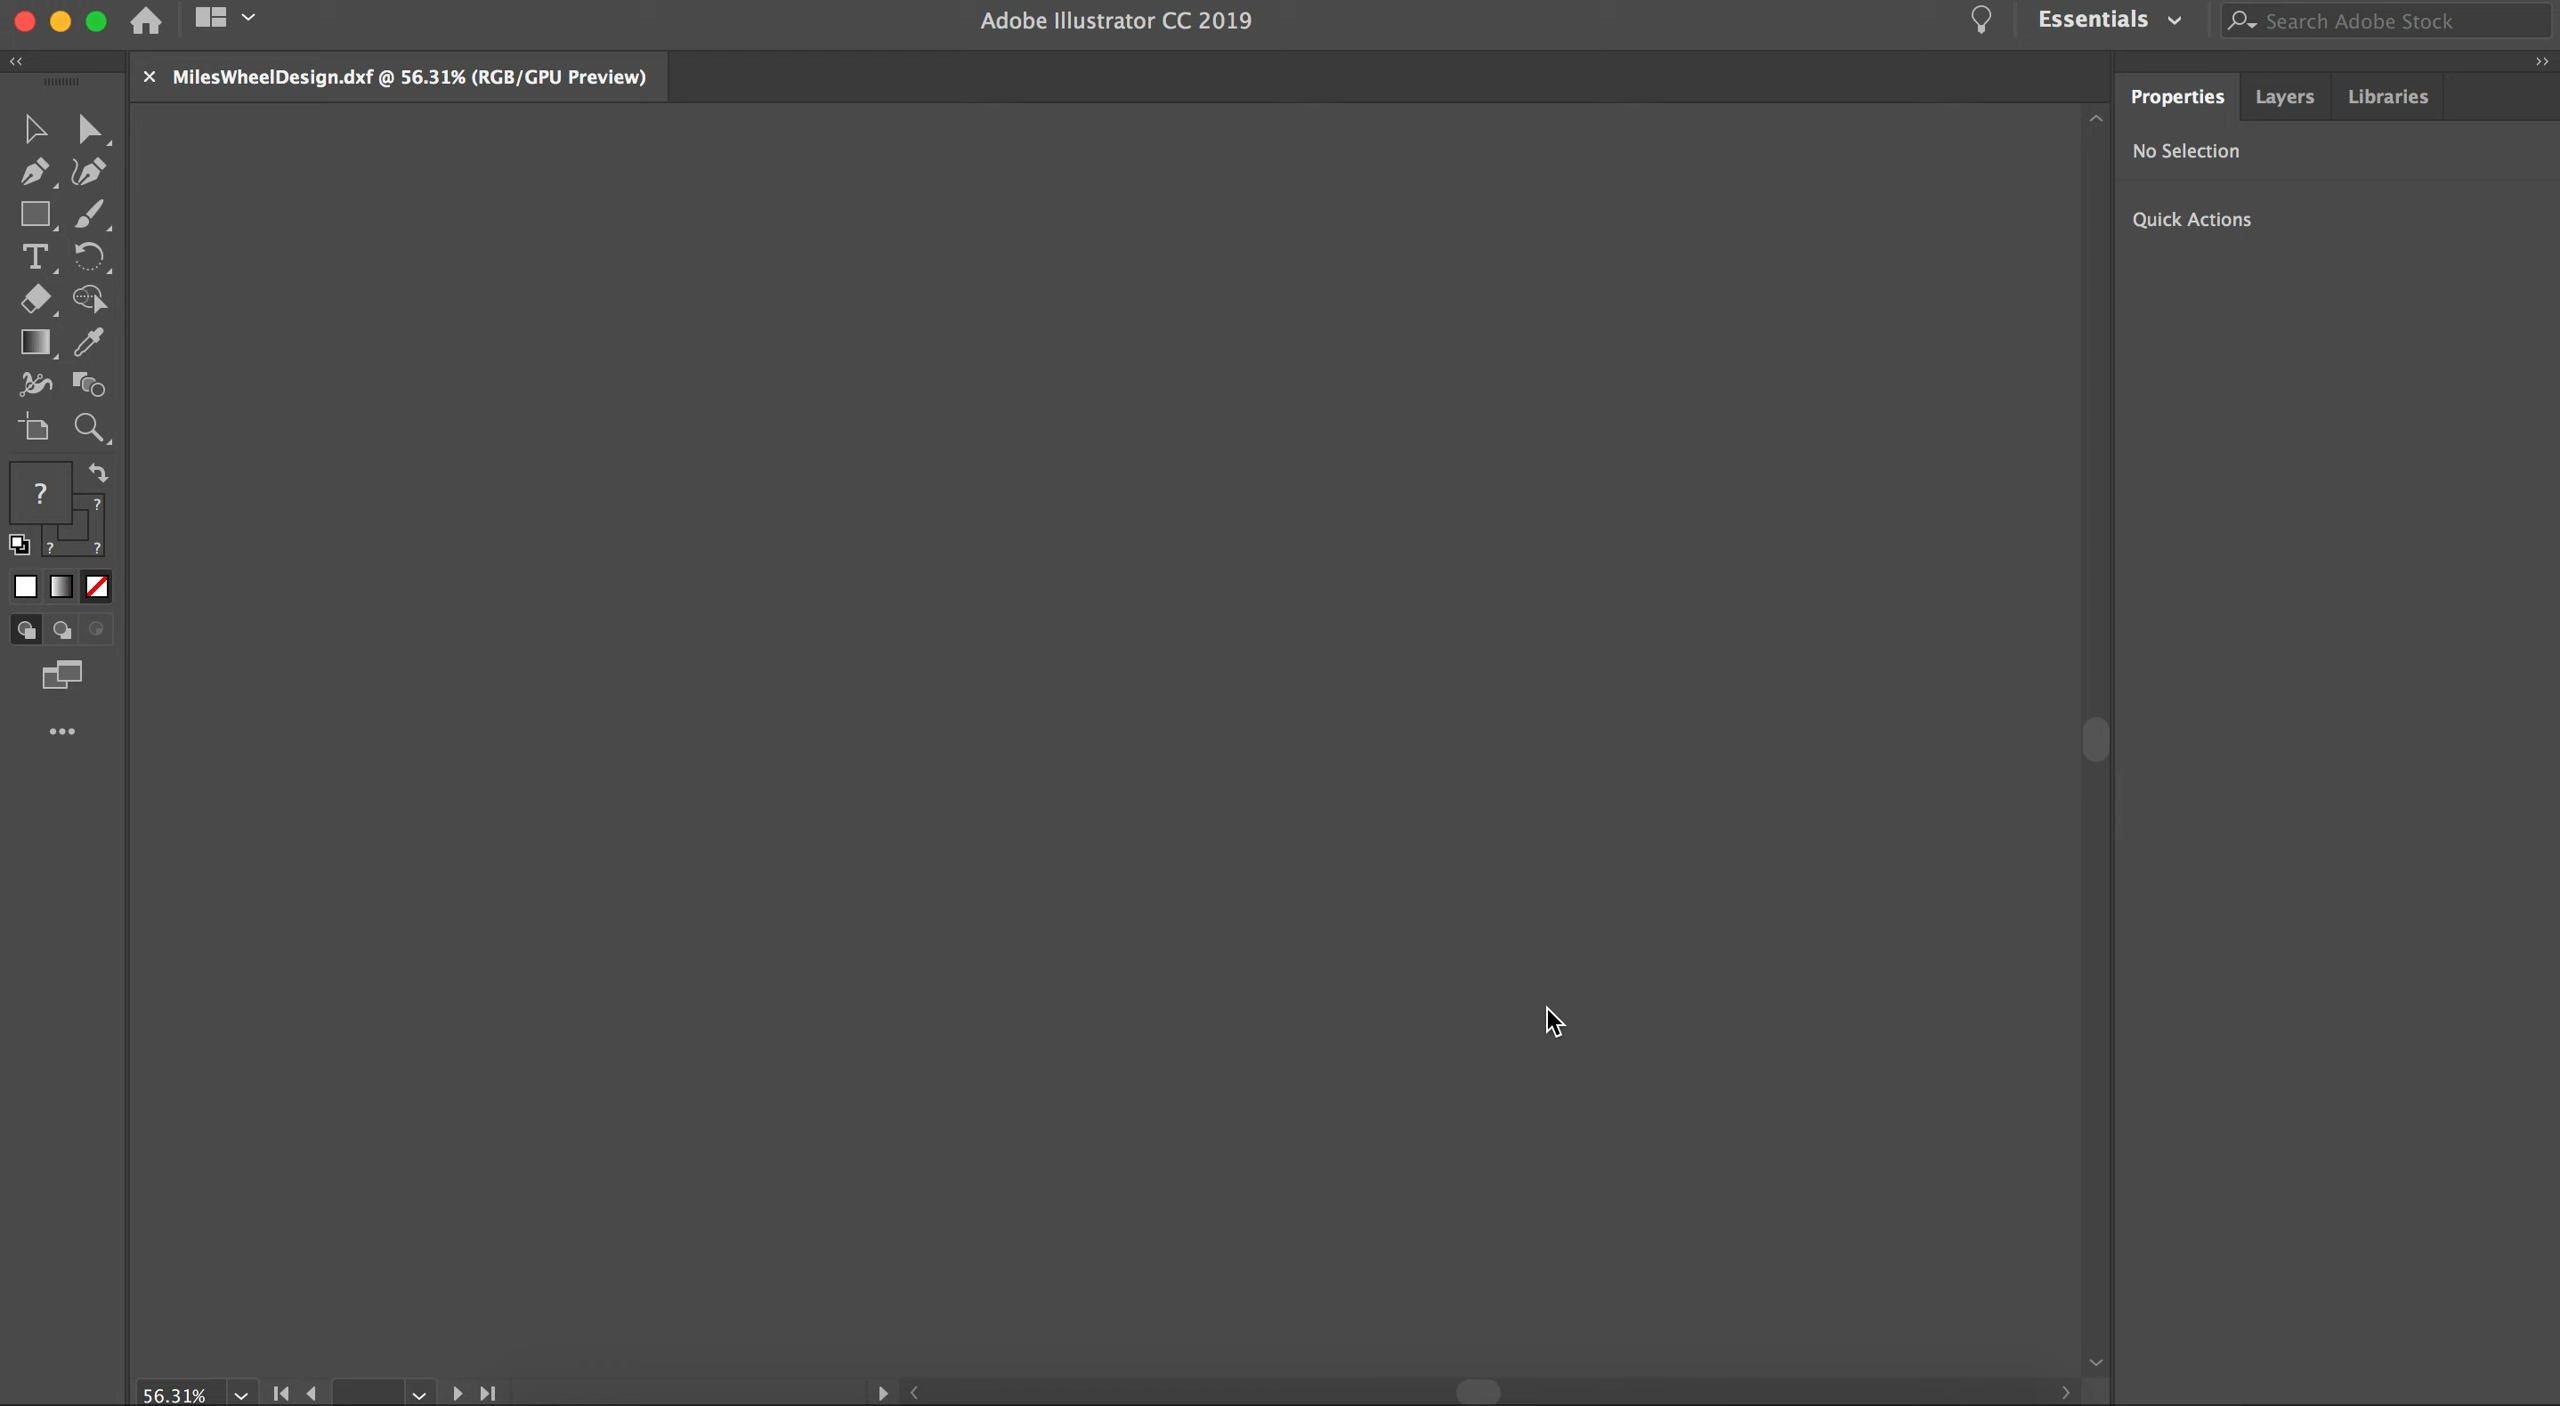 Adobe Illustrator CC 2019
Essentials
Search Adobe Stock
MilesWheelDesign.dxf @ 56.31% (RGB/GPU Preview)
Properties
Layers
Libraries
No Selection
Quick Actions
T
?
?
?
?
56.31%